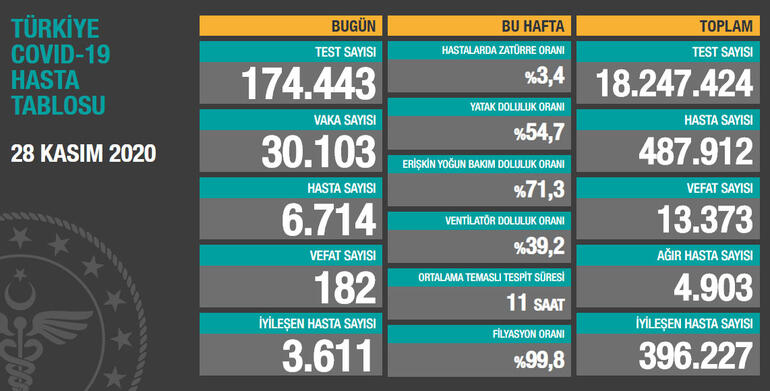 TÜRKİYE
COVID-19
HASTA
TABLOSU
28 KASIM 2020
BUGÜN
TEST SAYISI
174.443
VAKA SAYISI
30.103
HASTA SAYISI
6.714
VEFAT SAYISI
182
İYİLEŞEN HASTA SAYISI
3.611
BU HAFTA
HASTALARDA ZATÜRRE ORANI
%3,4
YATAK DOLULUK ORANI
%54,7
ERİŞKİN YOĞUN BAKIM DOLULUK ORANI
%71,3
VENTİLATÖR DOLULUK ORANI
%39,2
ORTALAMA TEMASLI TESPİT SÜRESİ
11 SAAT
FİLYASYON ORANI
%99,8
TOPLAM
TEST SAYISI
18.247.424
HASTA SAYISI
487.912
VEFAT SAYISI
13.373
AĞIR HASTA SAYISI
4.903
İYİLEŞEN HASTA SAYISI
396.227